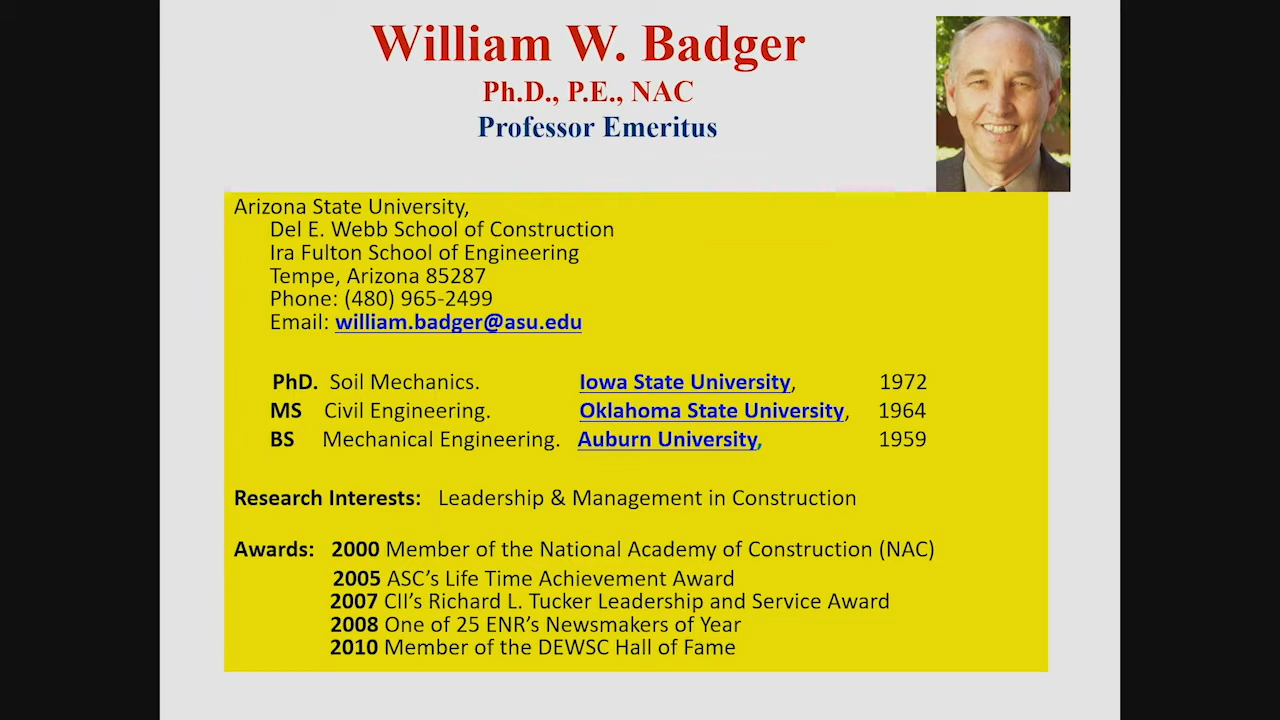 William W. Badger
Ph.D., P.E., NAC
Professor Emeritus
Arizona State University,
Del E. Webb School of Construction
Ira Fulton School of Engineering
Tempe, Arizona 85287
Phone: (480) 965-2499
Email: william.badger@asu.edu
PhD. Soil Mechanics. Iowa State University, 1972
MS Civil Engineering. Oklahoma State University, 1964
BS Mechanical Engineering. Auburn University, 1959
Research Interests: Leadership & Management in Construction
Awards: 2000 Member of the National Academy of Construction (NAC)
2005 ASC’s Life Time Achievement Award
2007 CII’s Richard L. Tucker Leadership and Service Award
2008 One of 25 ENR’s Newsmakers of Year
2010 Member of the DEWSC Hall of Fame